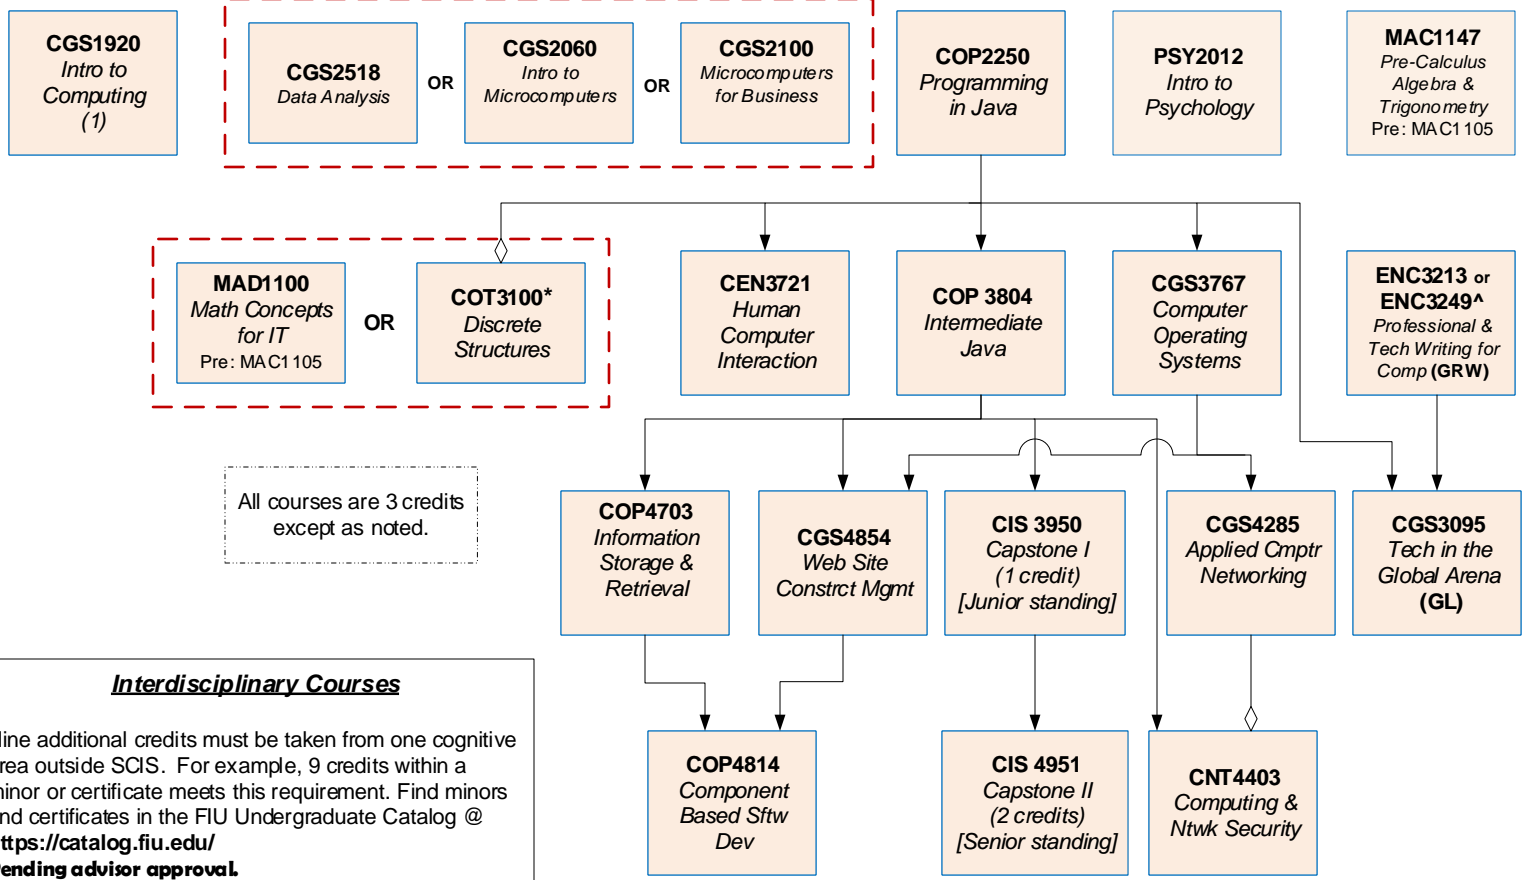 CGS1920
Intro to
Computing
(1)
CGS2518
Data Analysis
OR
CGS2060
Intro to
Microcomputers
OR
CGS2100
Microcomputers
for Business
COP2250
Programming
in Java
PSY2012
Intro to
Psychology
MAC1147
Pre-Calculus
Algebra &
Trigonometry
Pre: MAC1105
MAD1100
Math Concepts
for IT
Pre: MAC1105
OR
COT3100*
Discrete
Structures
CEN3721
Human
Computer
Interaction
COP 3804
Intermediate
Java
CGS3767
Computer
Operating
Systems
ENC3213 or
ENC3249^
Professional &
Tech Writing for
Comp (GRW)
All courses are 3 credits
except as noted.
COP4703
Information
Storage &
Retrieval
CGS4854
Web Site
Constrct Mgmt
CIS 3950
Capstone I
(1 credit)
[Junior standing]
CGS4285
Applied Cmptr
Networking
CGS3095
Tech in the
Global Arena
(GL)
Interdisciplinary Courses
line additional credits must be taken from one cognitive
rea outside SCIS. For example, 9 credits within a
minor or certificate meets this requirement. Find minors
nd certificates in the FIU Undergraduate Catalog @
ttps://catalog.fiu.edu/
Pending advisor approval.
COP4814
Component
Based Sftw
Dev
CIS 4951
Capstone II
(2 credits)
[Senior standing]
CNT4403
Computing &
Ntwk Security